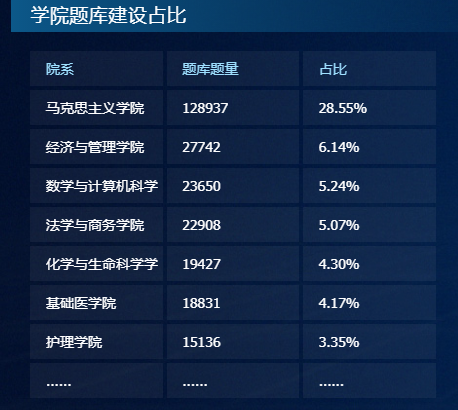 学院题库建设占比
院系 题库题量 占比
马克思主义学院 128937 28.55%
经济与管理学院 27742 6.14%
数学与计算机科学 23650 5.24%
法学与商务学院 22908 5.07%
化学与生命科学学 19427 4.30%
基础医学院 18831 4.17%
护理学院 15136 3.35%
...... ...... ......